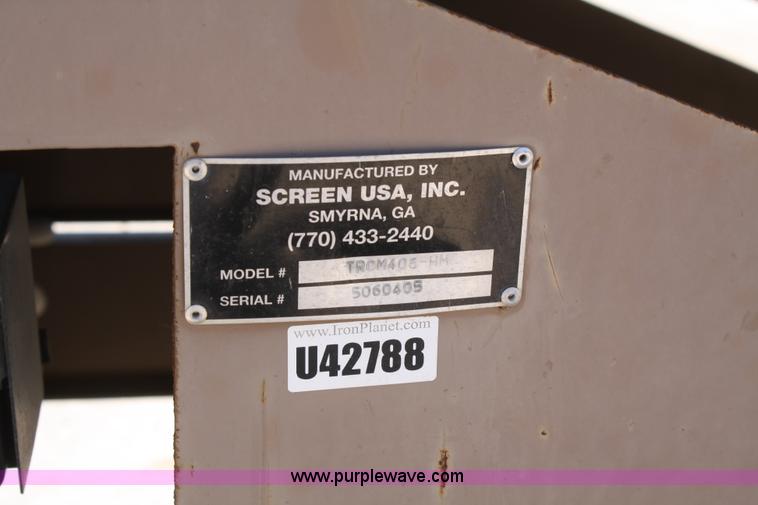 MANUFACTURED BY
SCREEN USA, INC.
SMYRNA, GA
(770) 433-2440
MODEL # TRCM406-HM
SERIAL # 5060405
www.IronPlanet.com
U42788
www.purplewave.com